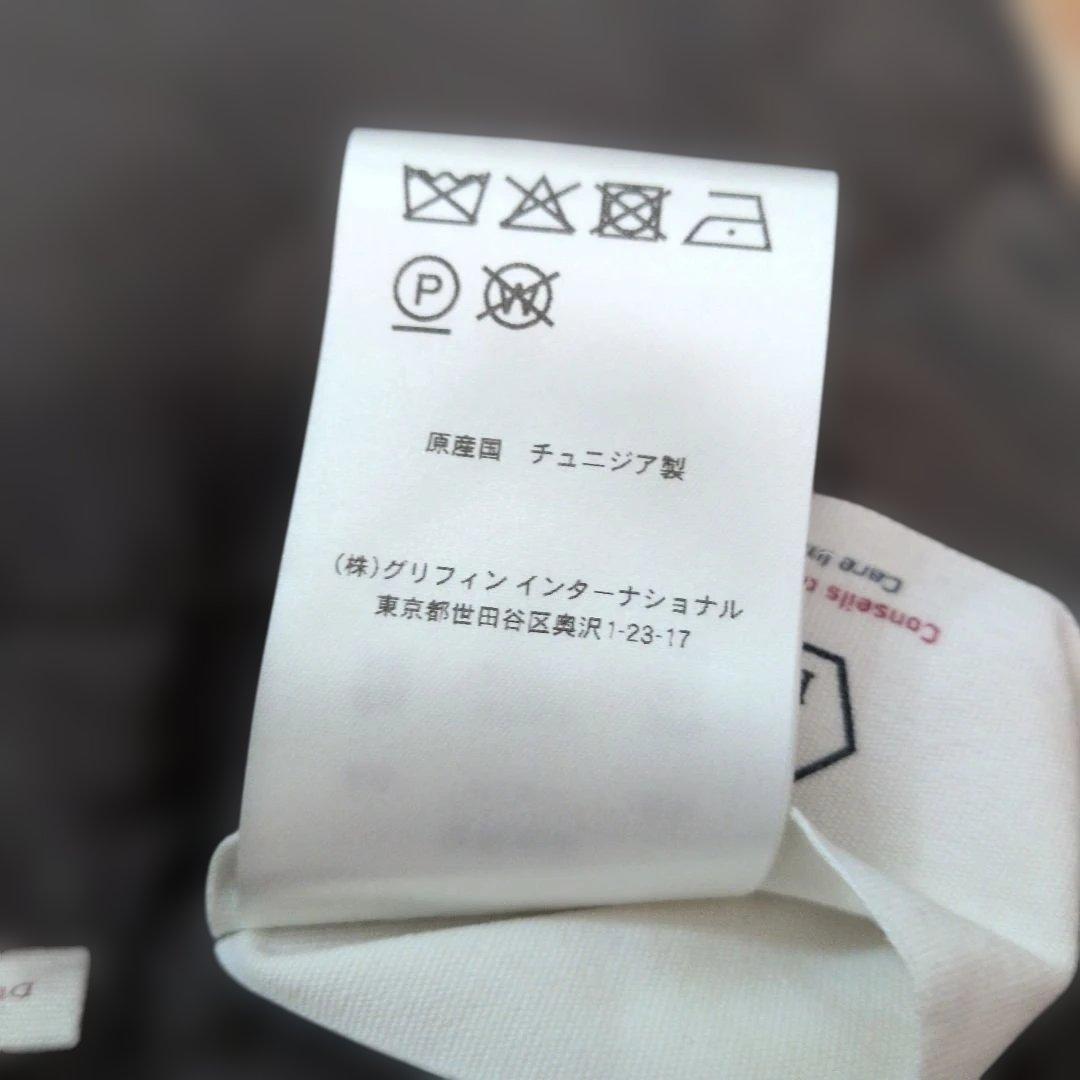 P W
原産国 チュニジア製
(株)グリフィン インターナショナル
東京都世田谷区奥沢1-23-17
Care
Conseils